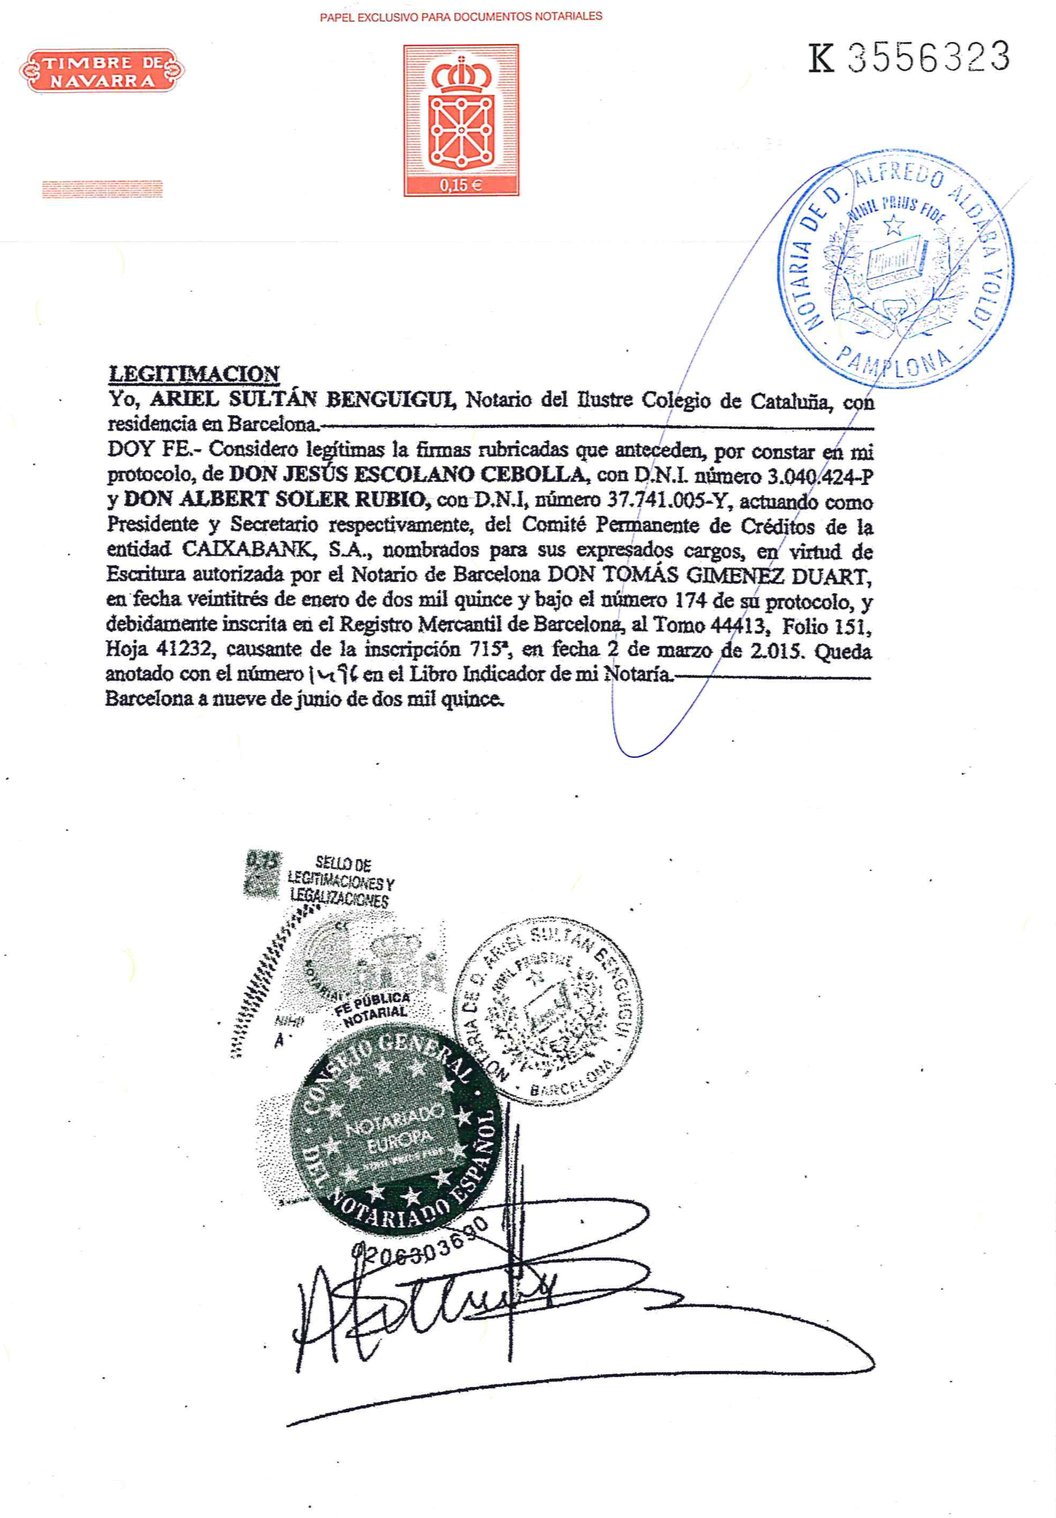 PAPEL EXCLUSIVO PARA DOCUMENTOS NOTARIALES
TIMBRE DE
NAVARRA
0,15 €
K 3556323
NOTARIA DE D. ALFREDO ALDABA YOLDI
NIHIL PRIUS FIDE
- PAMPLONA -
LEGITIMACION
Yo, ARIEL SULTÁN BENGUIGUI, Notario del Ilustre Colegio de Cataluña, con
residencia en Barcelona.
DOY FE.- Considero legítimas la firmas rubricadas que anteceden, por constar en mi
protocolo, de DON JESÚS ESCOLANO CEBOLLA, con D.N.I. número 3.040.424-P
y DON ALBERT SOLER RUBIO, con D.N.I, número 37.741.005-Y, actuando como
Presidente y Secretario respectivamente, del Comité Permanente de Créditos de la
entidad CAIXABANK, S.A., nombrados para sus expresados cargos, en virtud de
Escritura autorizada por el Notario de Barcelona DON TOMÁS GIMENEZ DUART,
en fecha veintitrés de enero de dos mil quince y bajo el número 174 de su protocolo, y
debidamente inscrita en el Registro Mercantil de Barcelona, al Tomo 44413, Folio 151,
Hoja 41232, causante de la inscripción 715ª, en fecha 2 de marzo de 2.015. Queda
anotado con el número en el Libro Indicador de mi Notaría.
Barcelona a nueve de junio de dos mil quince.
0,15
SELLO DE
LEGITIMACIONES Y
LEGALIZACIONES
FE PÚBLICA
NOTARIAL
NIHIL
A
NOTARIA DE D. ARIEL SULTAN BENGUIGUI
NIHIL PRIUS FIDE
· BARCELONA ·
· CONSEJO GENERAL ·
DEL NOTARIADO ESPAÑOL
NOTARIADO
EUROPA
NIHIL PRIUS FIDE
0206303690